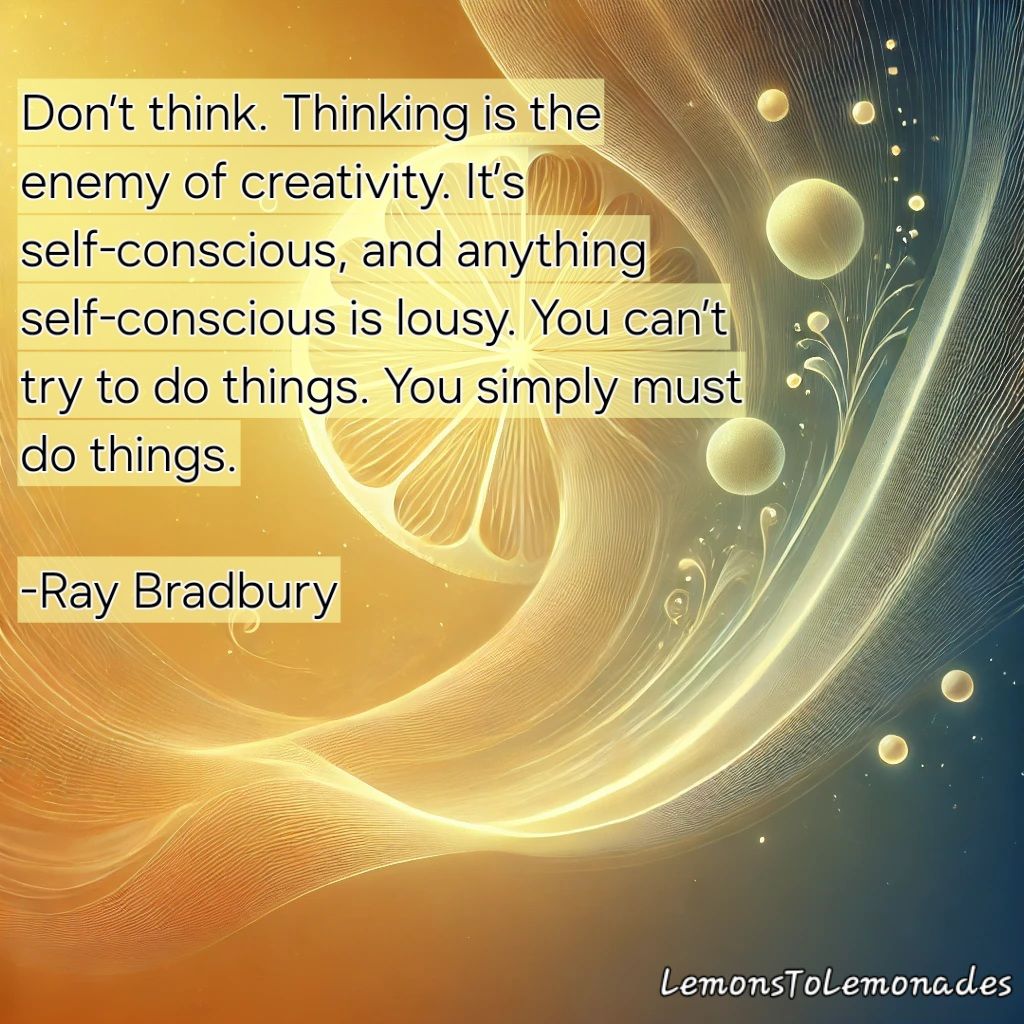 Don’t think. Thinking is the
enemy of creativity. It’s
self-conscious, and anything
self-conscious is lousy. You can’t
try to do things. You simply must
do things.
-Ray Bradbury
LemonsToLemonades